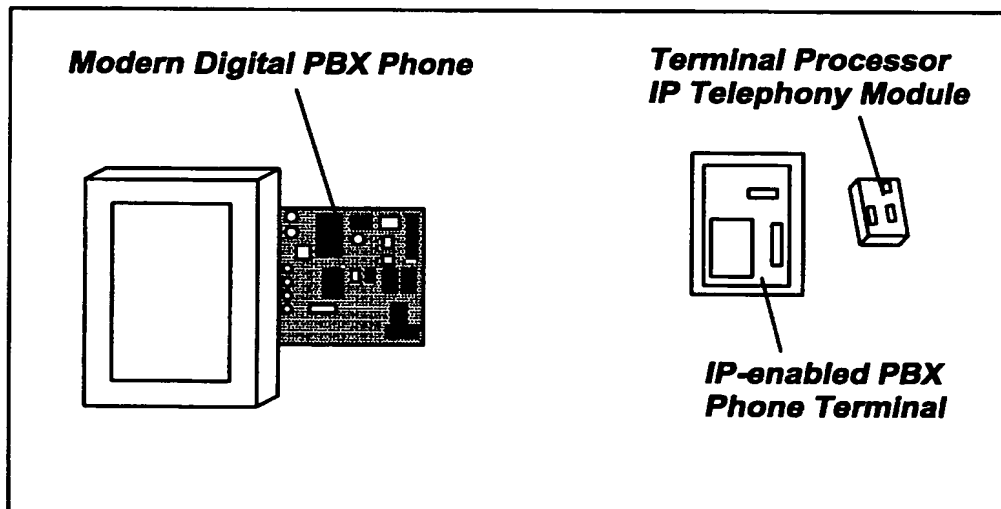 Modern Digital PBX Phone
Terminal Processor
IP Telephony Module
IP-enabled PBX
Phone Terminal